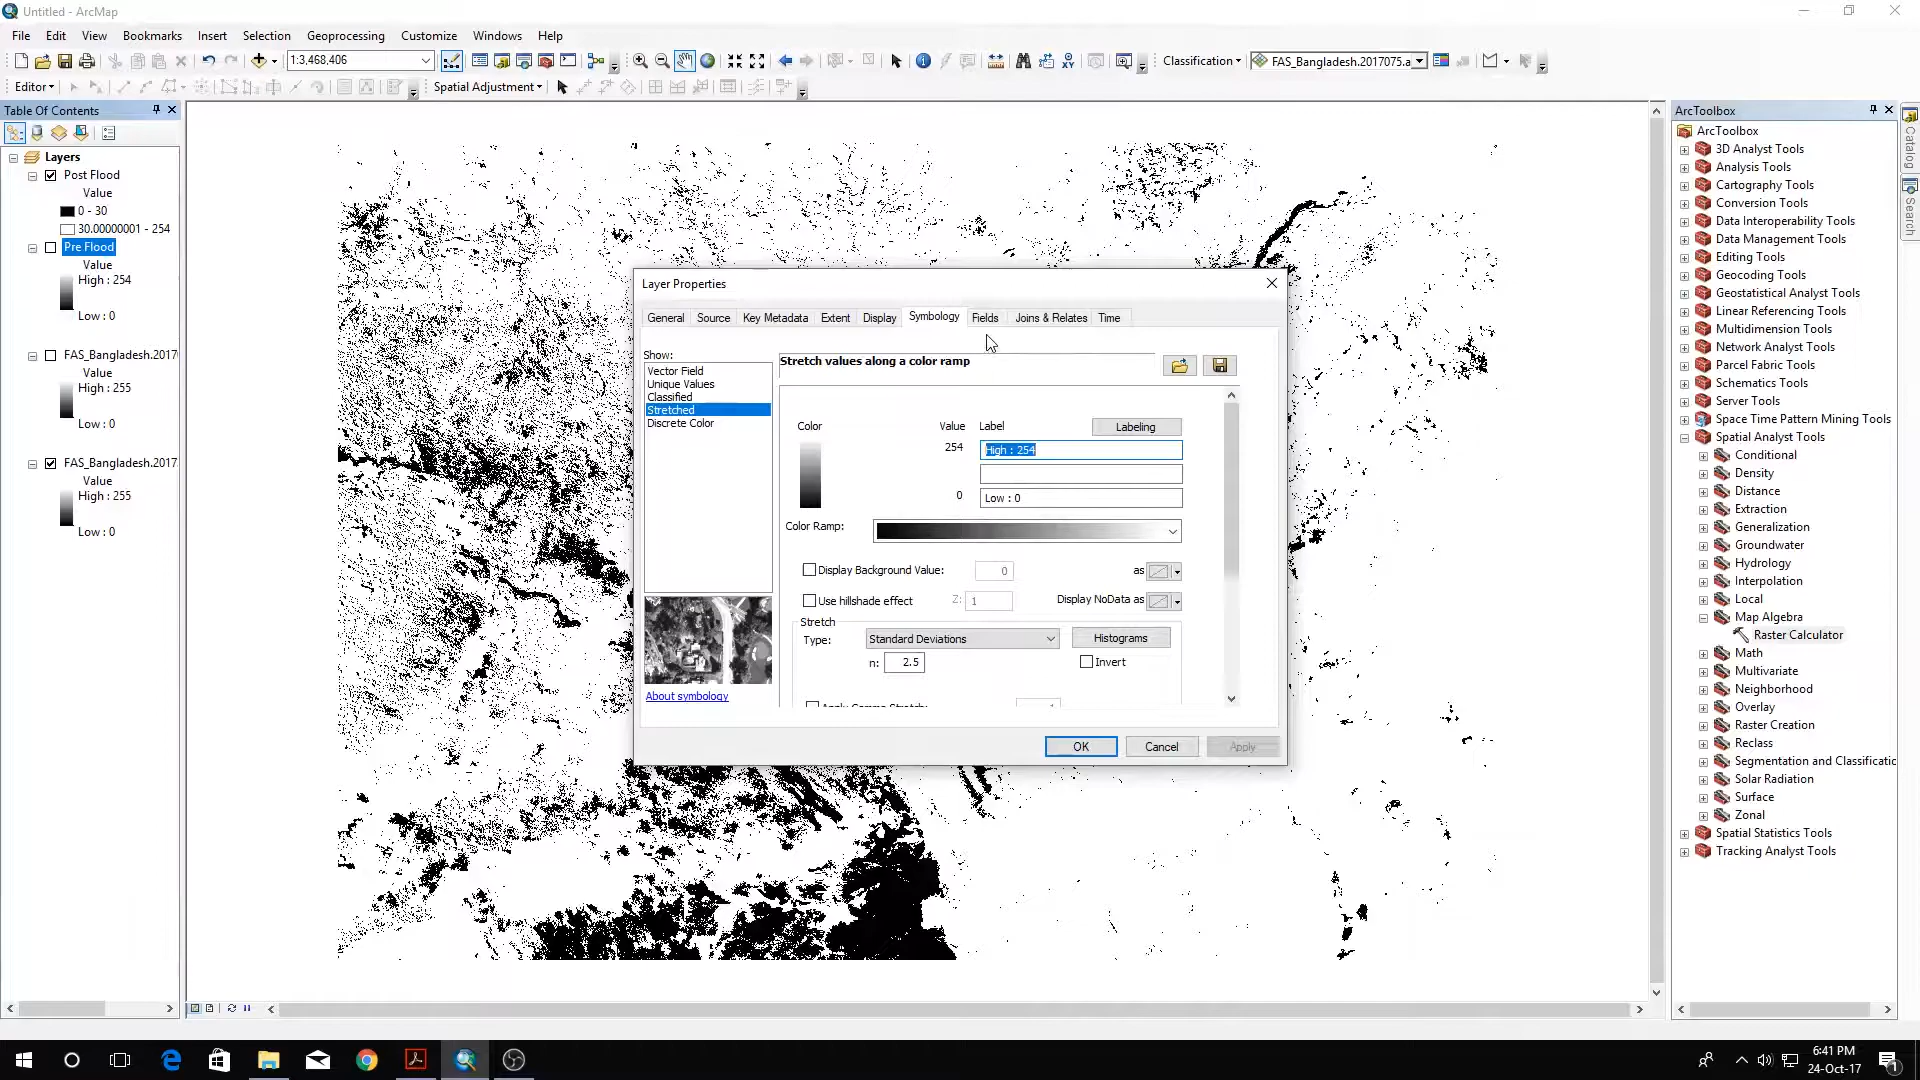 Untitled - ArcMap
File Edit View Bookmarks Insert Selection Geoprocessing Customize Windows Help
1:3,468,406 Classification FAS_Bangladesh.2017075.a
Editor Spatial Adjustment
Table Of Contents
Layers
Post Flood
Value
0 - 30
30.00000001 - 254
Pre Flood
Value
High : 254
Low : 0
FAS_Bangladesh.2017
Value
High : 255
Low : 0
FAS_Bangladesh.2017
Value
High : 255
Low : 0
Layer Properties
General Source Key Metadata Extent Display Symbology Fields Joins & Relates Time
Show:
Vector Field
Unique Values
Classified
Stretched
Discrete Color
About symbology
Stretch values along a color ramp
Color Value Label Labeling
254 High : 254
0 Low : 0
Color Ramp:
Display Background Value: 0 as
Use hillshade effect Z: 1 Display NoData as
Stretch
Type: Standard Deviations Histograms
n: 2.5 Invert
OK Cancel Apply
ArcToolbox
ArcToolbox
3D Analyst Tools
Analysis Tools
Cartography Tools
Conversion Tools
Data Interoperability Tools
Data Management Tools
Editing Tools
Geocoding Tools
Geostatistical Analyst Tools
Linear Referencing Tools
Multidimension Tools
Network Analyst Tools
Parcel Fabric Tools
Schematics Tools
Server Tools
Space Time Pattern Mining Tools
Spatial Analyst Tools
Conditional
Density
Distance
Extraction
Generalization
Groundwater
Hydrology
Interpolation
Local
Map Algebra
Raster Calculator
Math
Multivariate
Neighborhood
Overlay
Raster Creation
Reclass
Segmentation and Classificatic
Solar Radiation
Surface
Zonal
Spatial Statistics Tools
Tracking Analyst Tools
Catalog
Search
6:41 PM
24-Oct-17
1